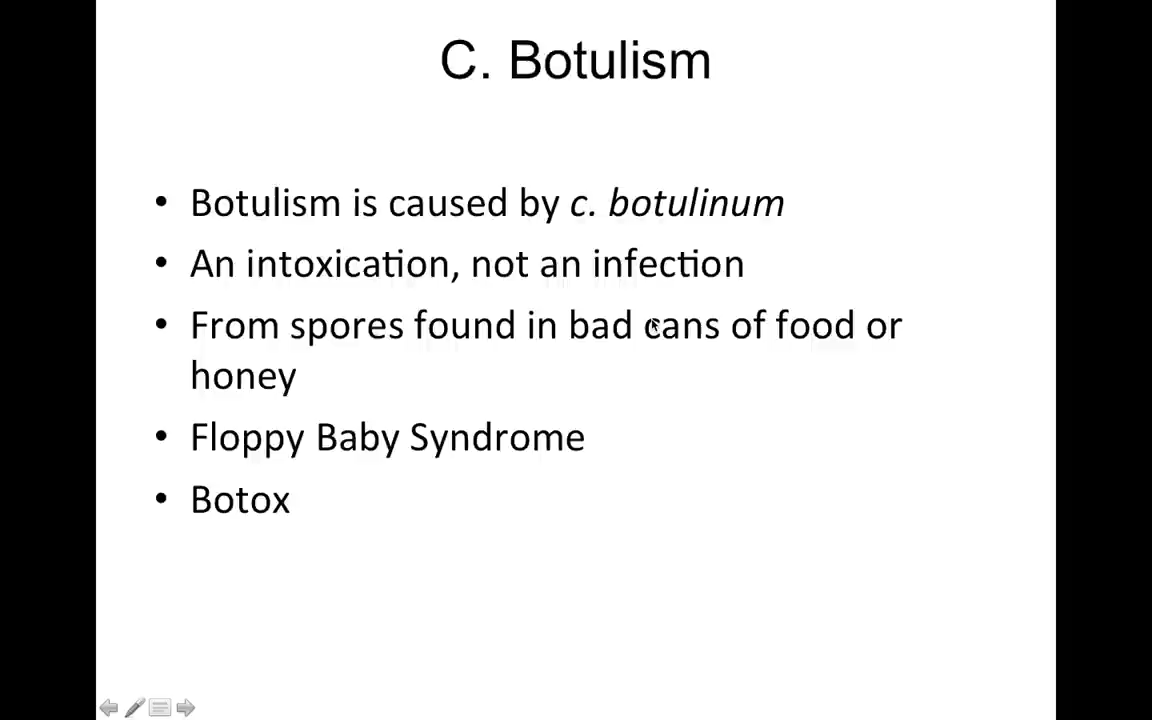 C. Botulism
• Botulism is caused by c. botulinum
• An intoxication, not an infection
• From spores found in bad cans of food or
honey
• Floppy Baby Syndrome
• Botox